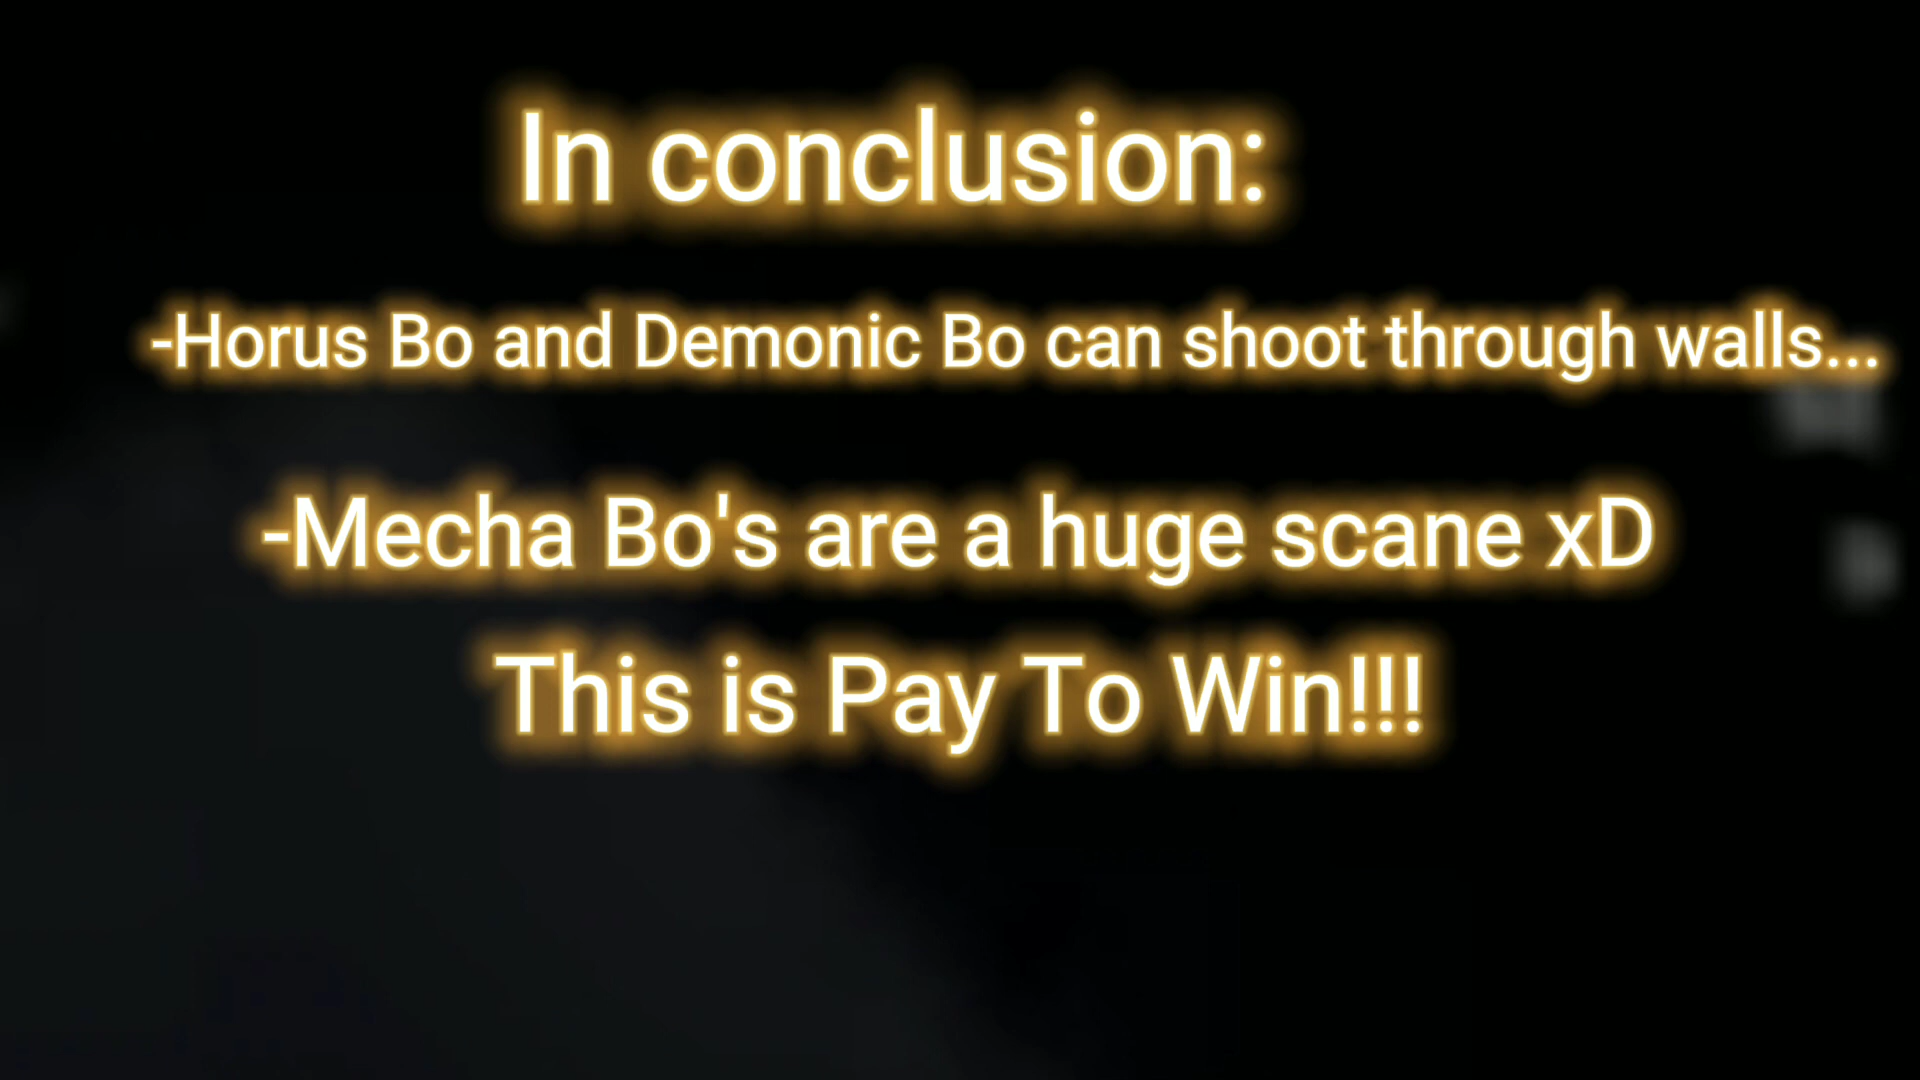 In conclusion:
-Horus Bo and Demonic Bo can shoot through walls...
-Mecha Bo's are a huge scane xD
This is Pay To Win!!!